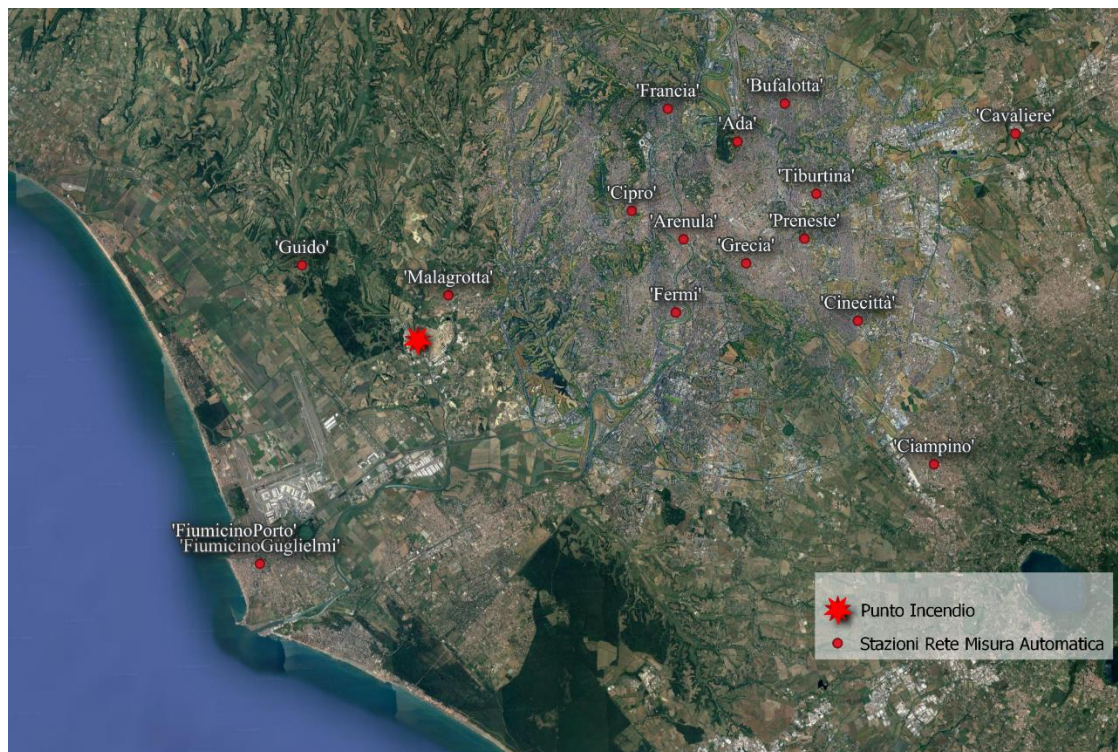 'Bufalotta'
'Francia'
'Cavaliere'
'Ada'
'Tiburtina'
'Cipro'
'Arenula'
'Preneste'
'Grecia'
'Guido'
'Malagrotta'
'Fermi'
'Cinecittà'
'Ciampino'
'FiumicinoPorto'
'FiumicinoGuglielmi'
Punto Incendio
Stazioni Rete Misura Automatica